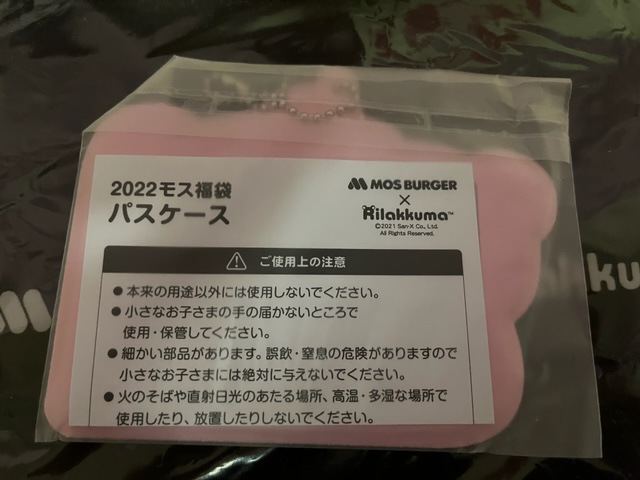 2022モス福袋
パスケース
MOS BURGER
×
Rilakkuma™
©2021 San-X Co., Ltd.
All Rights Reserved.
ご使用上の注意
●本来の用途以外には使用しないでください。
●小さなお子さまの手の届かないところで
使用・保管してください。
●細かい部品があります。誤飲・窒息の危険がありますので
小さなお子さまには絶対に与えないでください。
●火のそばや直射日光のあたる場所、高温・多湿な場所で
使用したり、放置したりしないでください。
kku